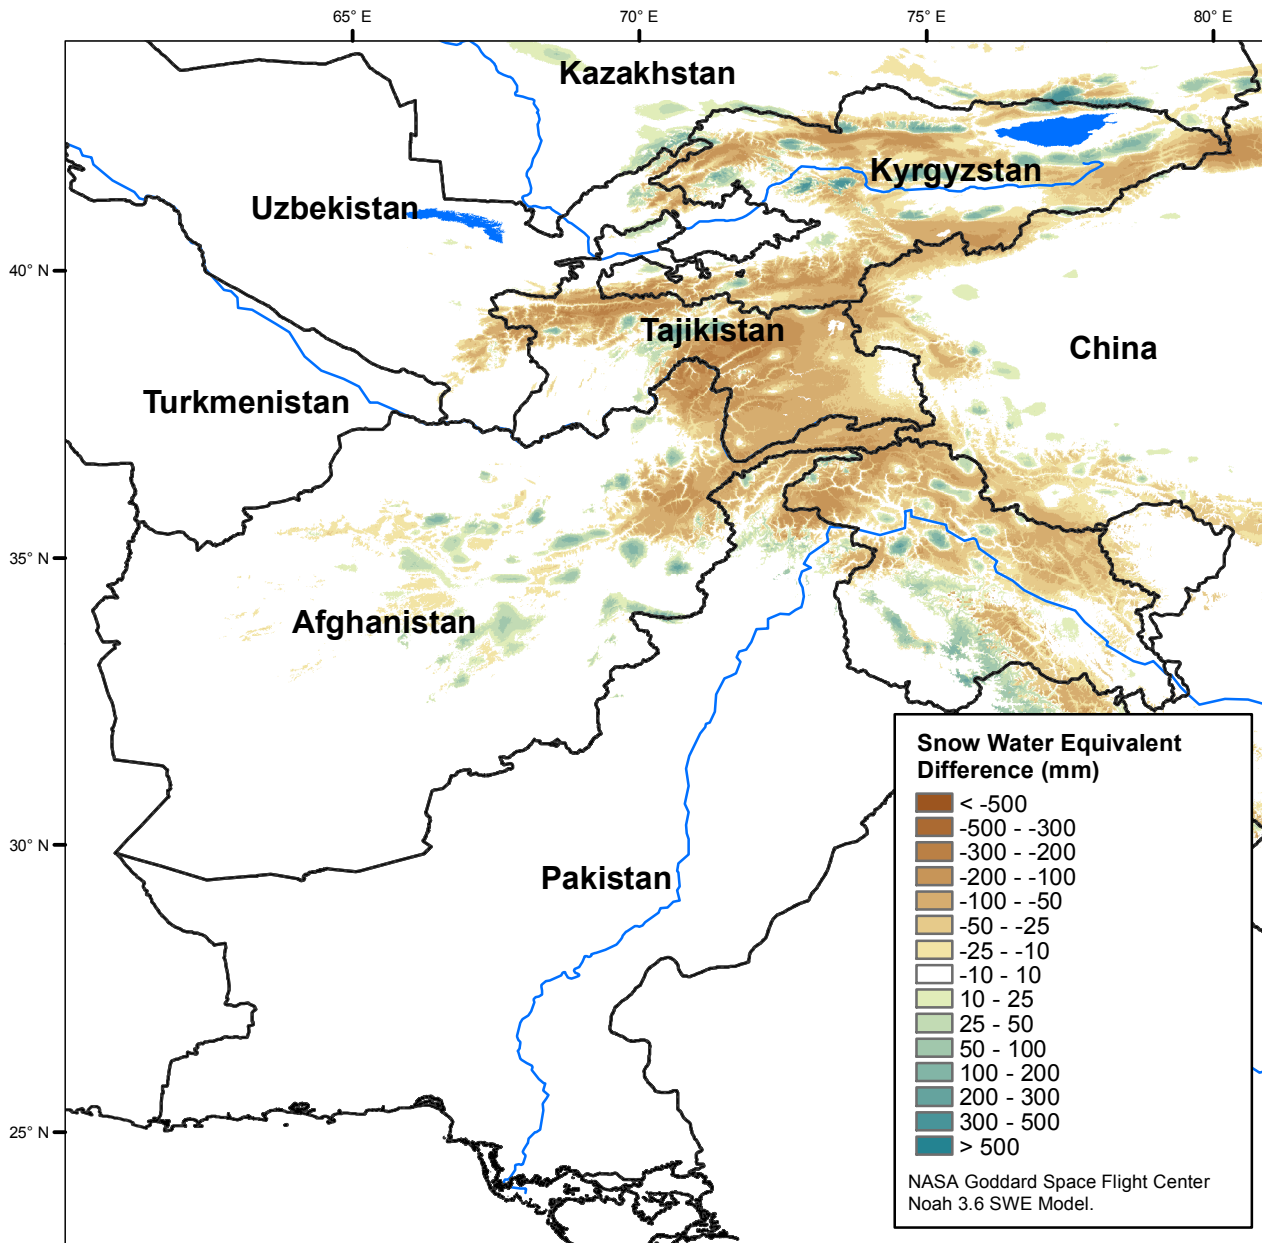 65° E
70° E
75° E
80° E
Kazakhstan
Kyrgyzstan
Uzbekistan
40° N
Tajikistan
China
Turkmenistan
35° N
Afghanistan
30° N
Pakistan
25° N
Snow Water Equivalent
Difference (mm)
< -500
-500 - -300
-300 - -200
-200 - -100
-100 - -50
-50 - -25
-25 - -10
-10 - 10
10 - 25
25 - 50
50 - 100
100 - 200
200 - 300
300 - 500
> 500
NASA Goddard Space Flight Center
Noah 3.6 SWE Model.